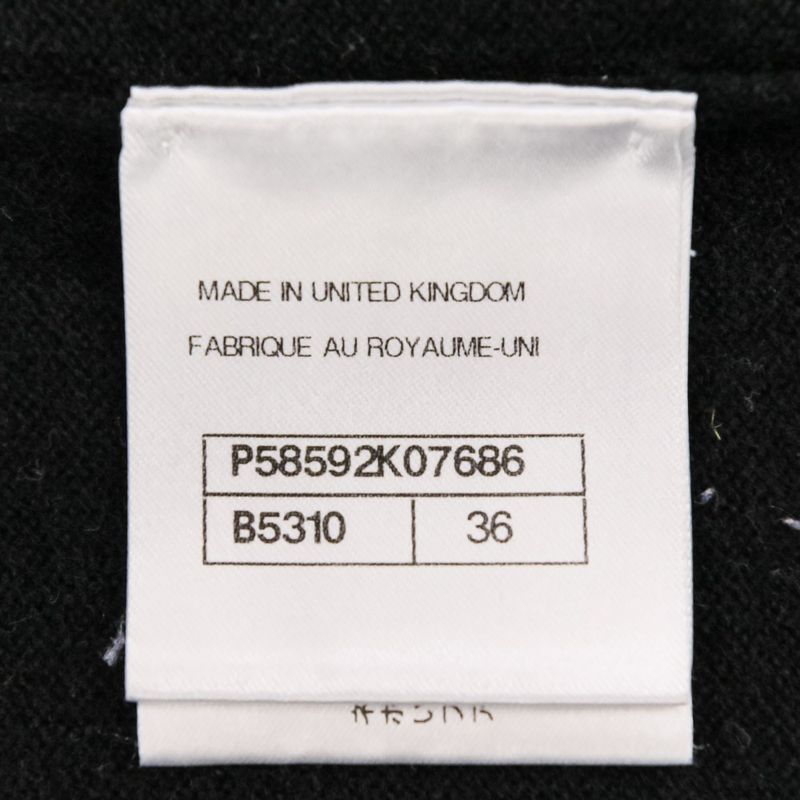 MADE IN UNITED KINGDOM
FABRIQUE AU ROYAUME-UNI
P58592K07686
B5310 36